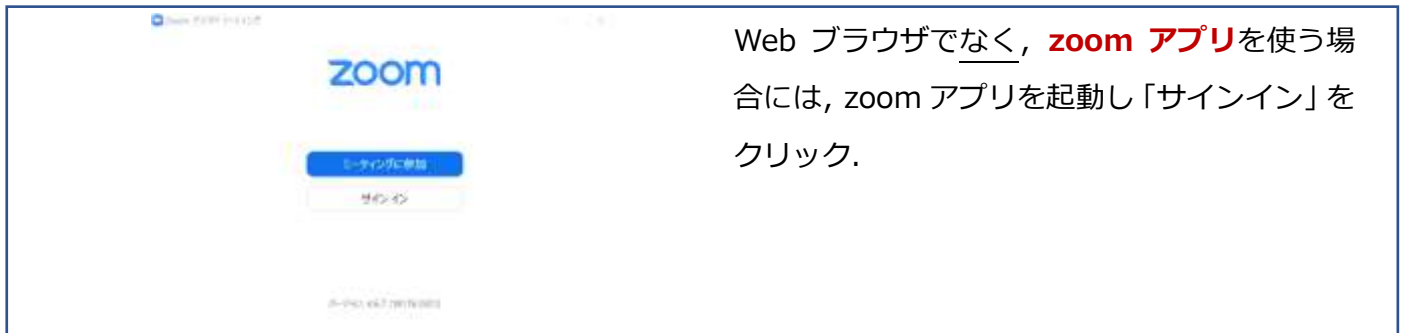 zoom
ミーティングに参加
サインイン
Web ブラウザでなく, zoom アプリを使う場
合には, zoom アプリを起動し「サインイン」を
クリック.